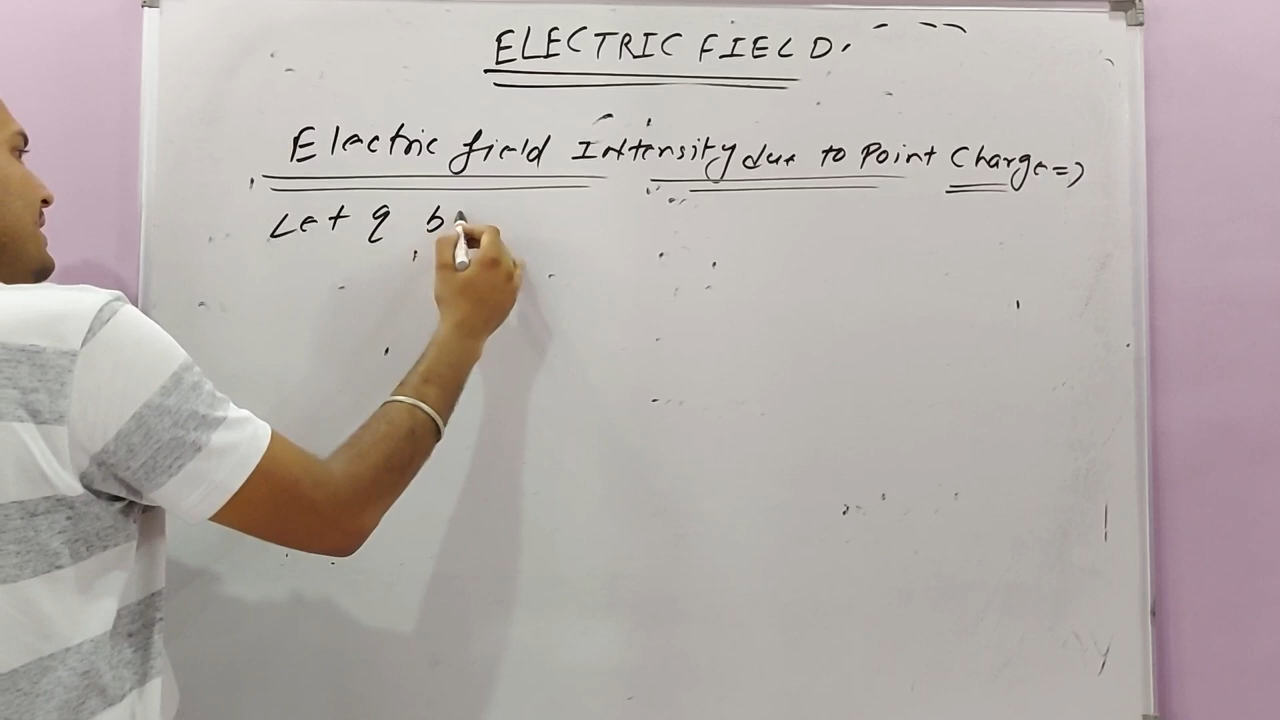 ELECTRIC FIELD.
Electric field Intensity due to Point Charge =>
Let q b